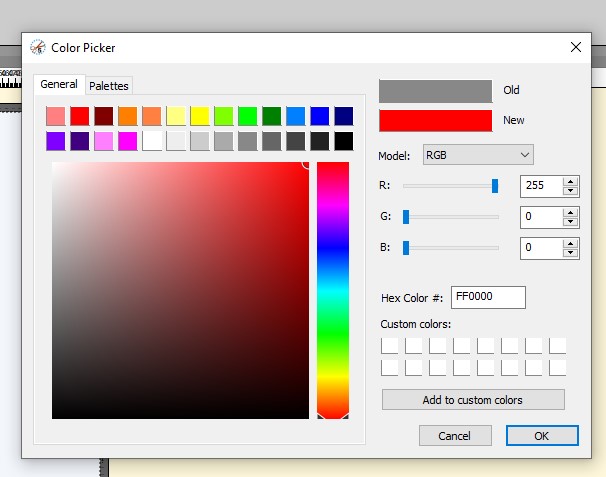 Color Picker
General
Palettes
Old
New
Model: RGB
R: 255
G: 0
B: 0
Hex Color #: FF0000
Custom colors:
Add to custom colors
Cancel
OK